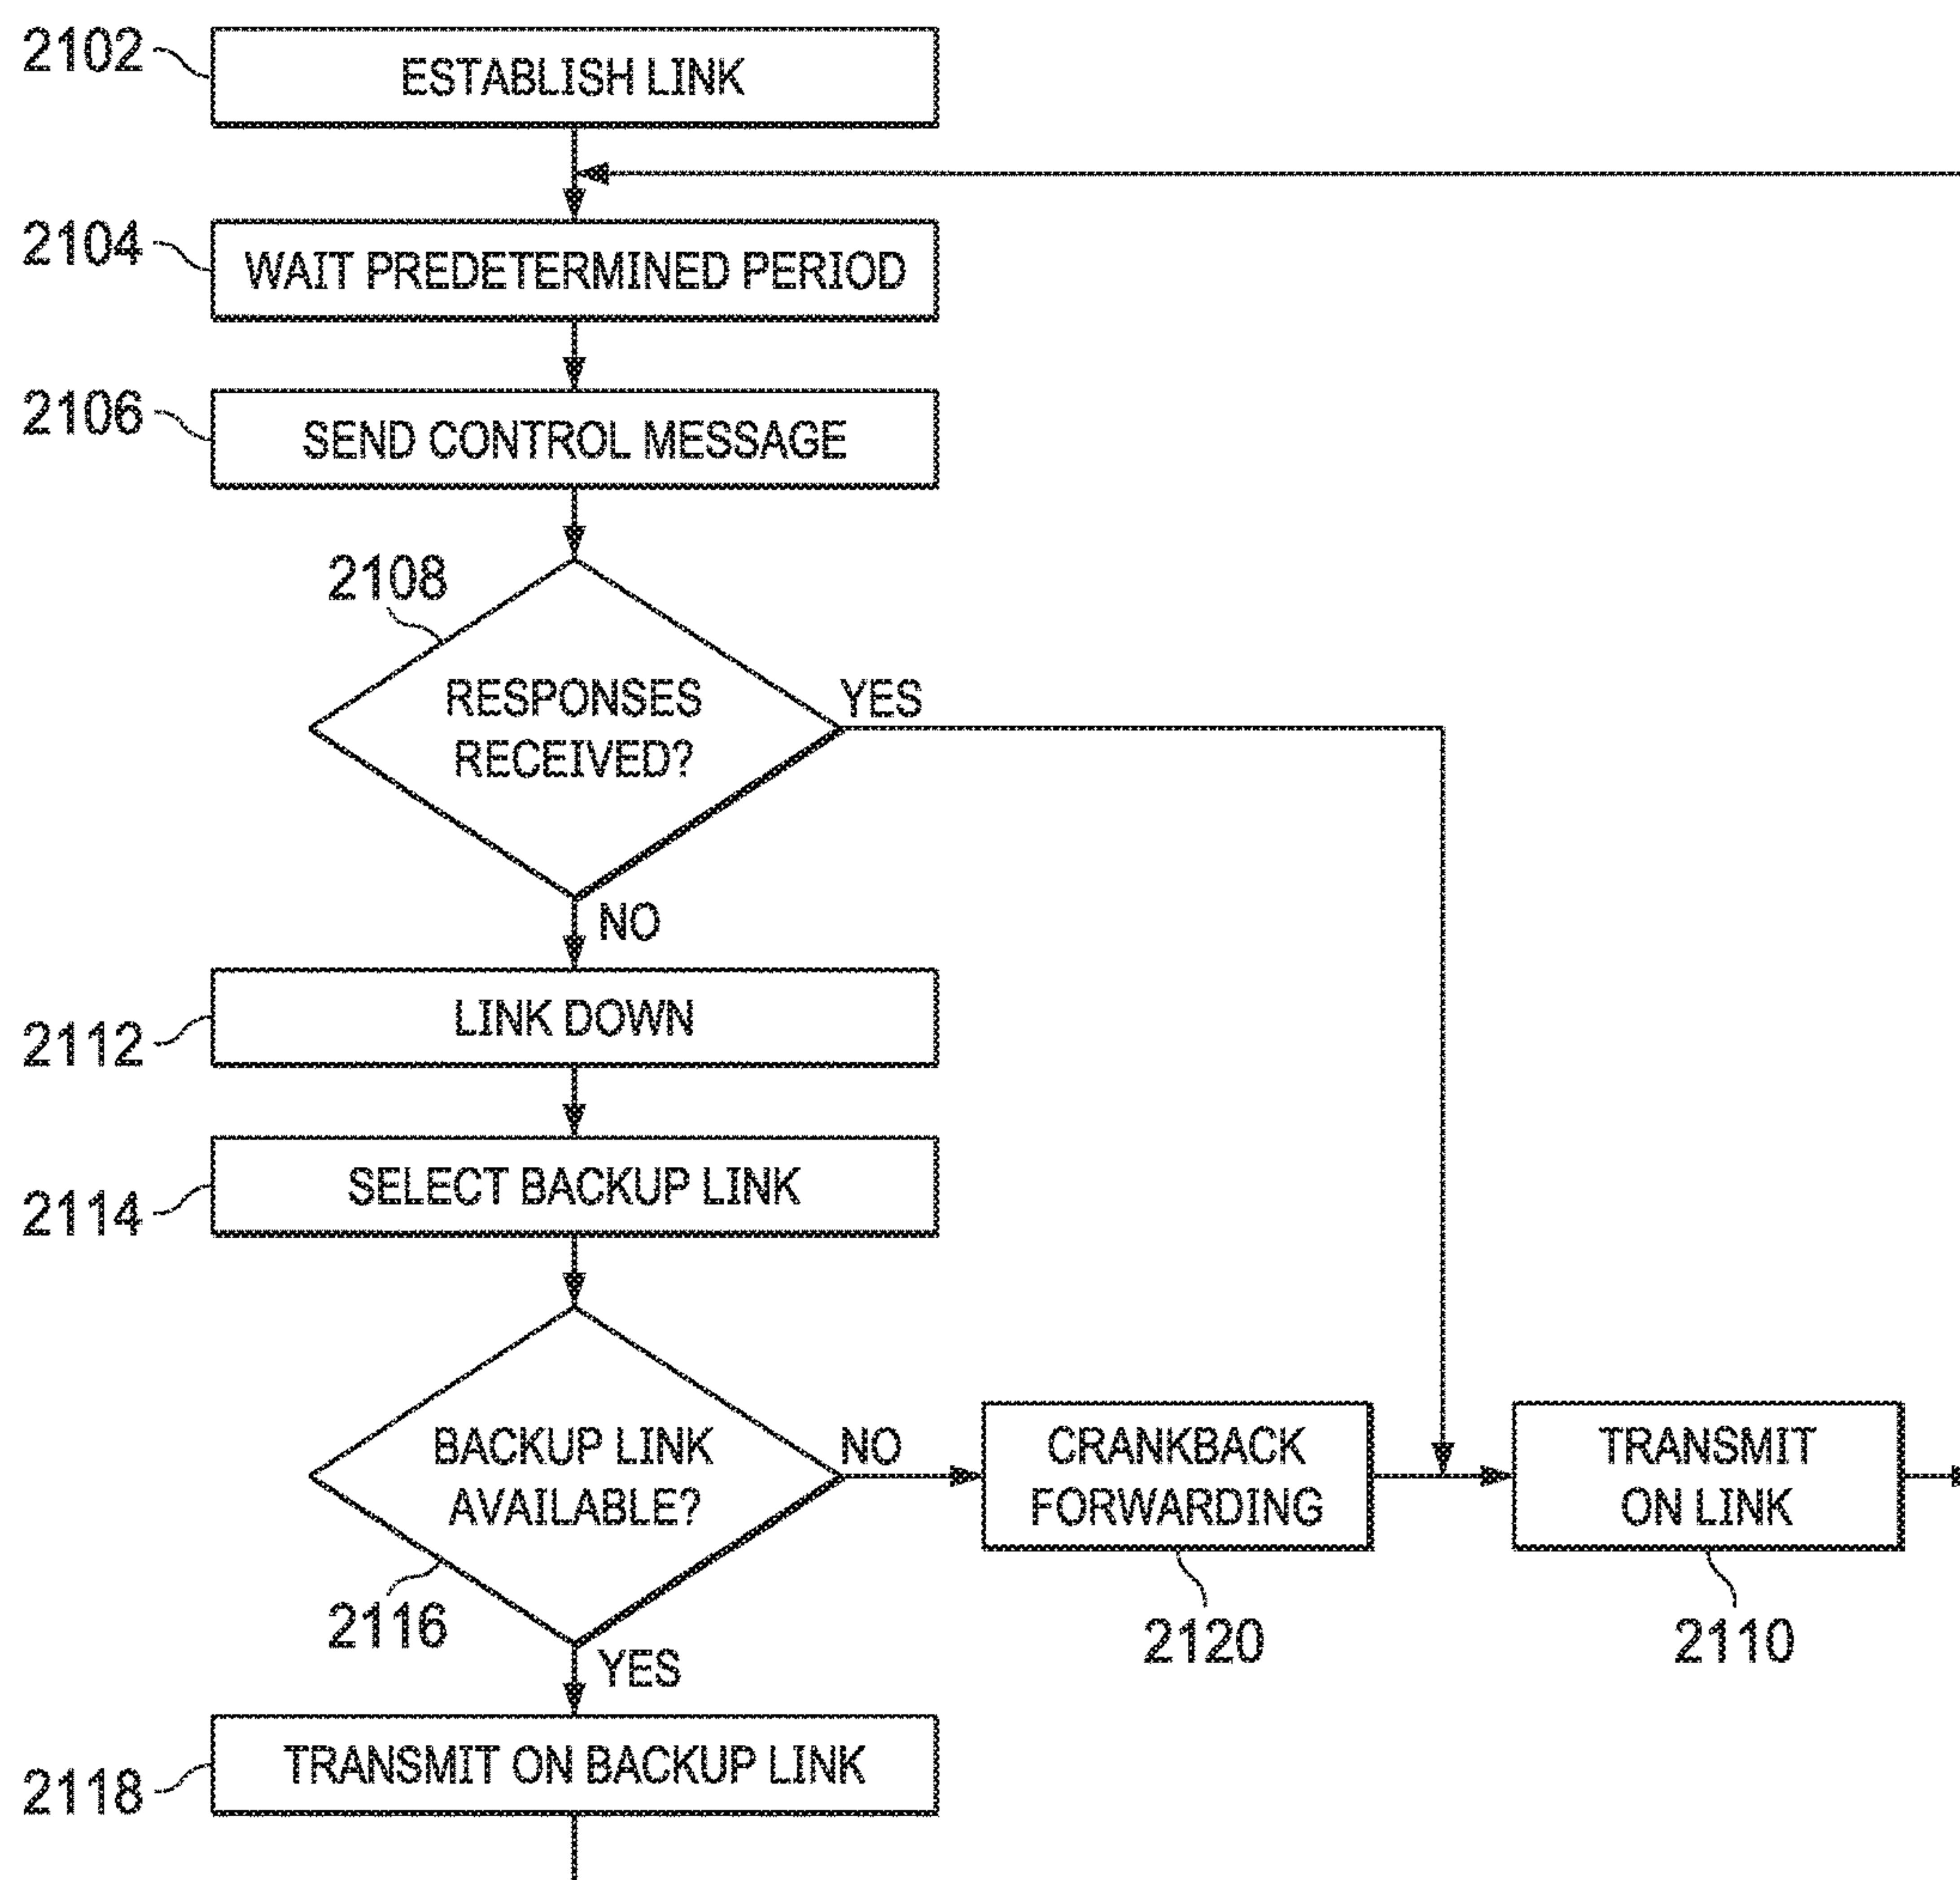 2102
ESTABLISH LINK
2104
WAIT PREDETERMINED PERIOD
2106
SEND CONTROL MESSAGE
2108
RESPONSES
RECEIVED?
YES
NO
2112
LINK DOWN
2114
SELECT BACKUP LINK
BACKUP LINK
AVAILABLE?
NO
CRANKBACK
FORWARDING
TRANSMIT
ON LINK
2116
2120
2110
YES
2118
TRANSMIT ON BACKUP LINK